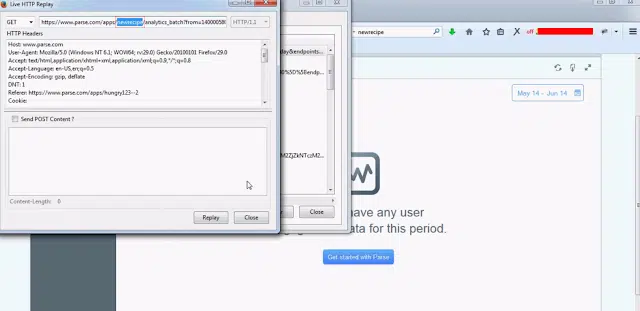 Live HTTP Replay
GET
https://www.parse.com/apps/newrecipe/analytics_batch?from=14000058
HTTP/1.1
HTTP Headers
Host: www.parse.com
User-Agent: Mozilla/5.0 (Windows NT 6.1; WOW64; rv:29.0) Gecko/20100101 Firefox/29.0
Accept: text/html,application/xhtml+xml,application/xml;q=0.9,*/*;q=0.8
Accept-Language: en-US,en;q=0.5
Accept-Encoding: gzip, deflate
DNT: 1
Referer: https://www.parse.com/apps/hungry123--2
Cookie:
Send POST Content ?
Content-Length: 0
Replay
Close
Close
newrecipe
off
May 14 - Jun 14
have any user
data for this period.
Get started with Parse